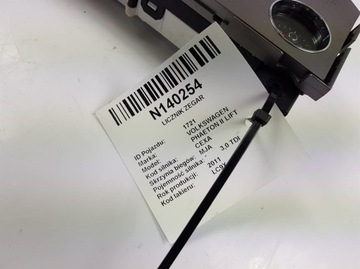 N140254
LICZNIK ZEGAR
ID Pojazdu: 1721
Marka: VOLKSWAGEN
Model: PHAETON II LIFT
Kod silnika: CEXA
Skrzynia biegów: MJA
Pojemność silnika: 3,0 TDI
Rok produkcji: 2011
Kod lakieru: LC9X